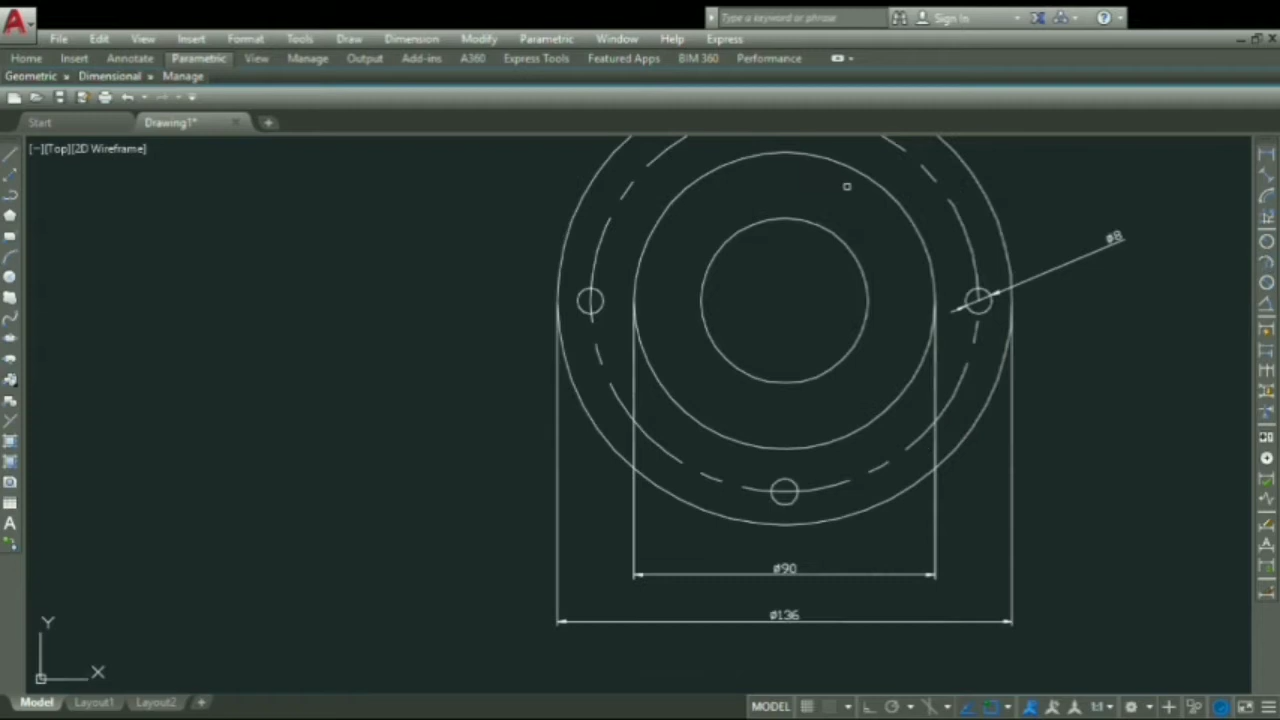 A
Type a keyword or phrase
Sign In
File Edit View Insert Format Tools Draw Dimension Modify Parametric Window Help Express
Home Insert Annotate Parametric View Manage Output Add-ins A360 Express Tools Featured Apps BIM 360 Performance
Geometric » Dimensional » Manage
Start Drawing1*
[−][Top][2D Wireframe]
ø8
ø90
ø136
A
Y
X
Model Layout1 Layout2
MODEL 1:1